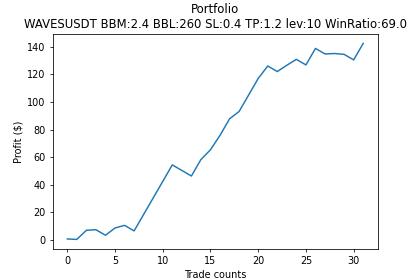 Portfolio
WAVESUSDT BBM:2.4 BBL:260 SL:0.4 TP:1.2 lev:10 WinRatio:69.0
140
120
100
80
60
40
20
0
Profit ($)
0 5 10 15 20 25 30
Trade counts